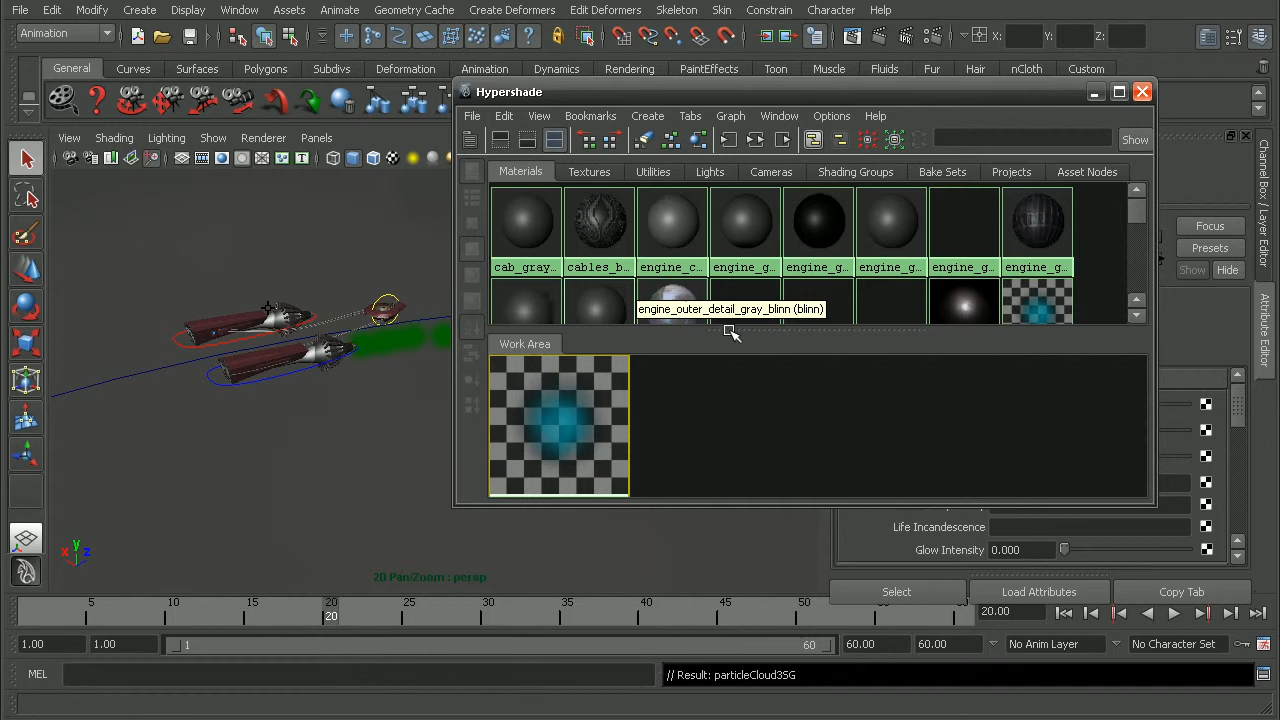 File Edit Modify Create Display Window Assets Animate Geometry Cache Create Deformers Edit Deformers Skeleton Skin Constrain Character Help
Animation X: Y: Z:
General Curves Surfaces Polygons Subdivs Deformation Animation Dynamics Rendering PaintEffects Toon Muscle Fluids Fur Hair nCloth Custom
Hypershade
File Edit View Bookmarks Create Tabs Graph Window Options Help
Show
Materials Textures Utilities Lights Cameras Shading Groups Bake Sets Projects Asset Nodes
cab_gray... cables_b... engine_c... engine_g... engine_g... engine_g... engine_g... engine_g...
engine_outer_detail_gray_blinn (blinn)
Work Area
View Shading Lighting Show Renderer Panels
Channel Box / Layer Editor
Attribute Editor
Focus
Presets
Show Hide
Life Incandescence
Glow Intensity 0.000
Select Load Attributes Copy Tab
y
x z
2D Pan/Zoom : persp
5 10 15 20 25 30 35 40 45 50 55
20
20.00
1.00 1.00 1 60 60.00 60.00 No Anim Layer No Character Set
MEL // Result: particleCloud3SG